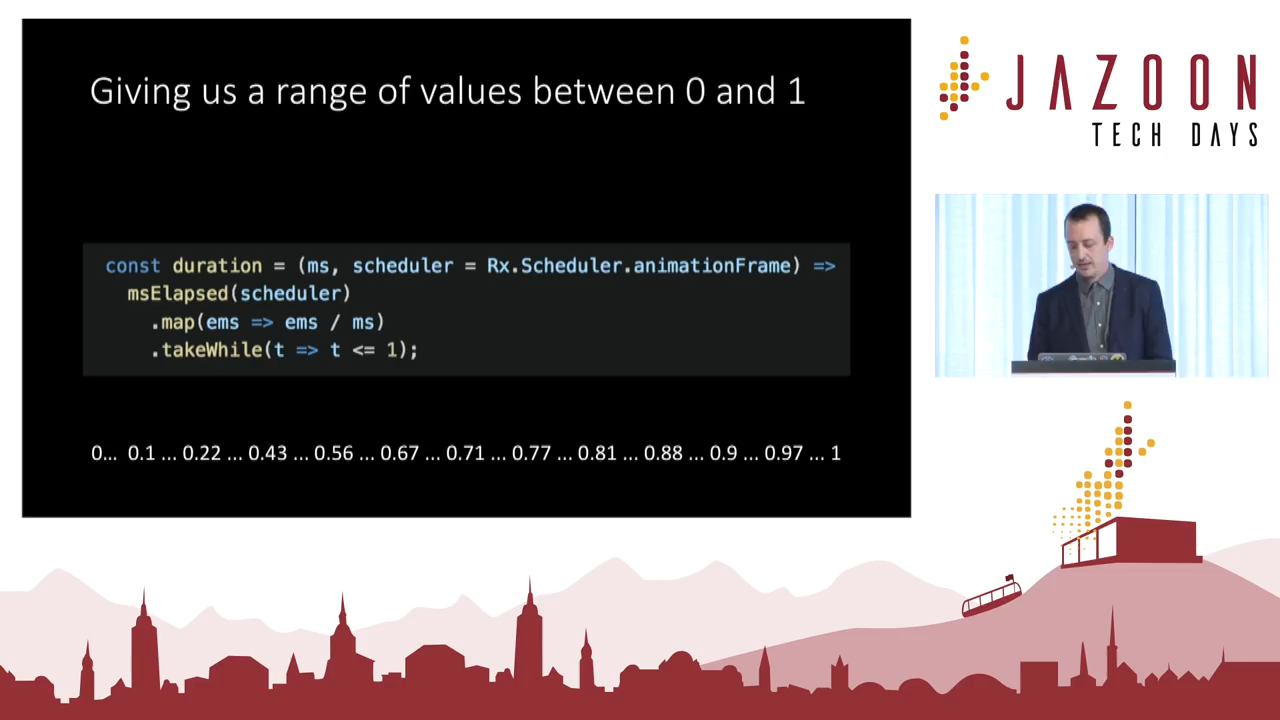 Giving us a range of values between 0 and 1
const duration = (ms, scheduler = Rx.Scheduler.animationFrame) =>
msElapsed(scheduler)
.map(ems => ems / ms)
.takeWhile(t => t <= 1);
0... 0.1 ... 0.22 ... 0.43 ... 0.56 ... 0.67 ... 0.71 ... 0.77 ... 0.81 ... 0.88 ... 0.9 ... 0.97 ... 1
JAZOON
TECH DAYS